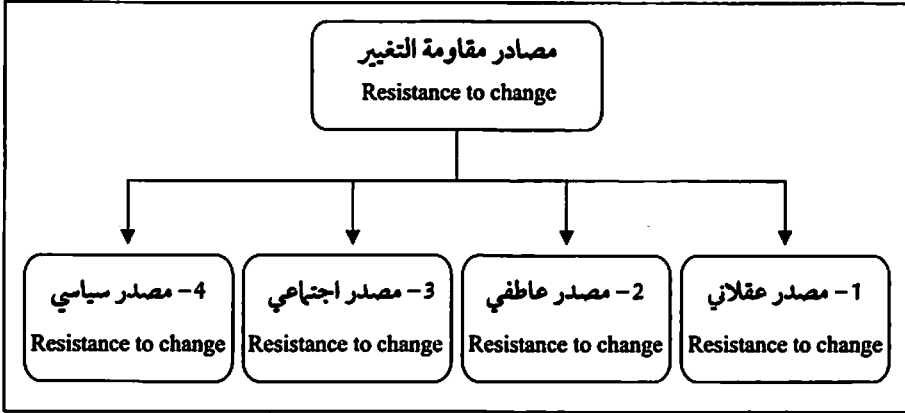 مصادر مقاومة التغيير
Resistance to change
1- مصدر عقلاني
Resistance to change
2- مصدر عاطفي
Resistance to change
3- مصدر اجتماعي
Resistance to change
4- مصدر سياسي
Resistance to change